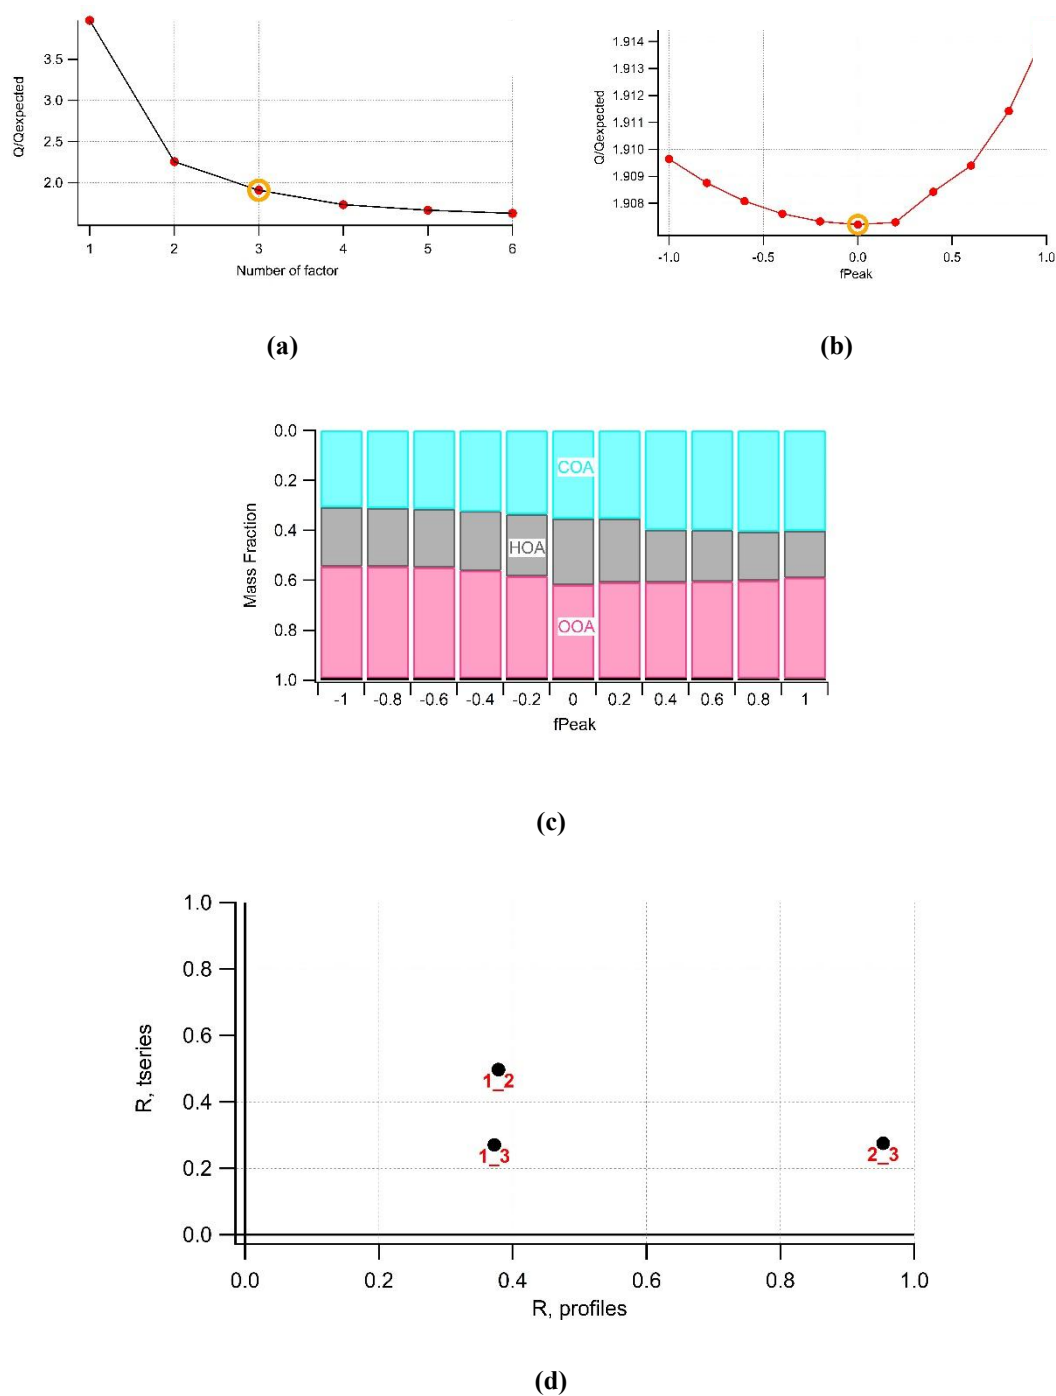 Q/Qexpected
3.5
3.0
2.5
2.0
1 2 3 4 5 6
Number of factor
(a)
Q/Qexpected
1.914
1.913
1.912
1.911
1.910
1.909
1.908
-1.0 -0.5 0.0 0.5 1.0
fPeak
(b)
Mass Fraction
0.0
0.2
0.4
0.6
0.8
1.0
COA
HOA
OOA
-1 -0.8 -0.6 -0.4 -0.2 0 0.2 0.4 0.6 0.8 1
fPeak
(c)
R, tseries
1.0
0.8
0.6
0.4
0.2
0.0
1_2
1_3
2_3
0.0 0.2 0.4 0.6 0.8 1.0
R, profiles
(d)